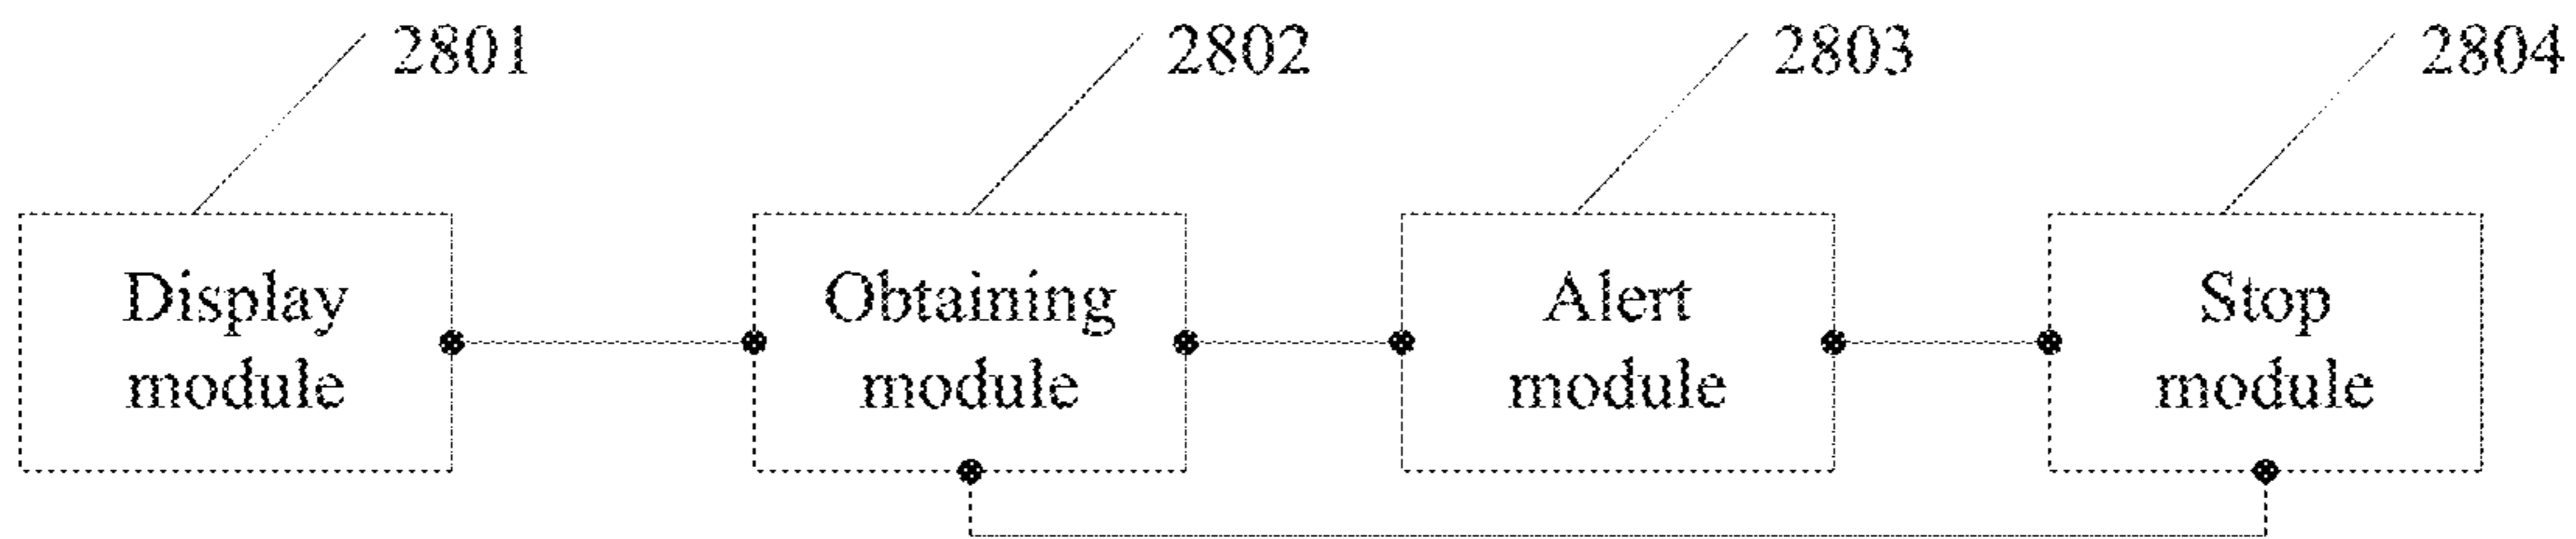 2801
2802
2803
2804
Display
module
Obtaining
module
Alert
module
Stop
module